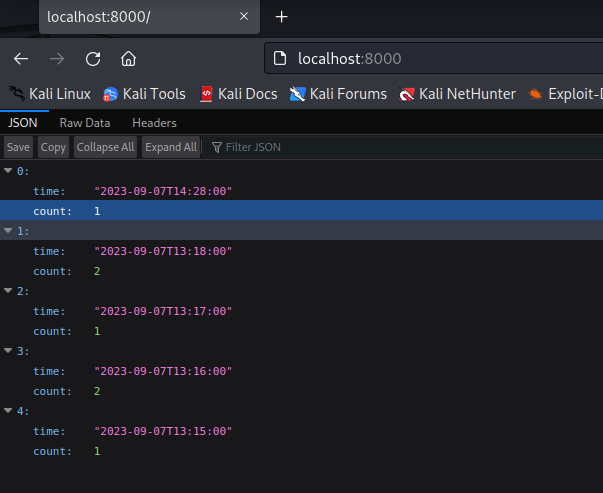 localhost:8000/
localhost:8000
Kali Linux Kali Tools Kali Docs Kali Forums Kali NetHunter Exploit-D
JSON Raw Data Headers
Save Copy Collapse All Expand All Filter JSON
0:
time: "2023-09-07T14:28:00"
count: 1
1:
time: "2023-09-07T13:18:00"
count: 2
2:
time: "2023-09-07T13:17:00"
count: 1
3:
time: "2023-09-07T13:16:00"
count: 2
4:
time: "2023-09-07T13:15:00"
count: 1